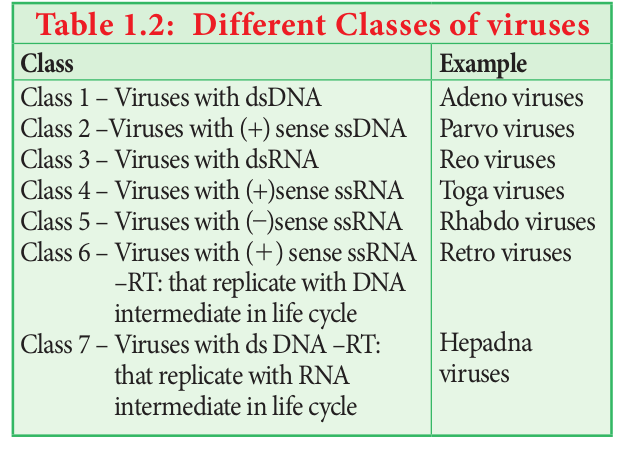 Table 1.2: Different Classes of viruses
Class Example
Class 1 – Viruses with dsDNA Adeno viruses
Class 2 –Viruses with (+) sense ssDNA Parvo viruses
Class 3 – Viruses with dsRNA Reo viruses
Class 4 – Viruses with (+)sense ssRNA Toga viruses
Class 5 – Viruses with (−)sense ssRNA Rhabdo viruses
Class 6 – Viruses with (+) sense ssRNA Retro viruses
–RT: that replicate with DNA
intermediate in life cycle
Class 7 – Viruses with ds DNA –RT: Hepadna
that replicate with RNA viruses
intermediate in life cycle